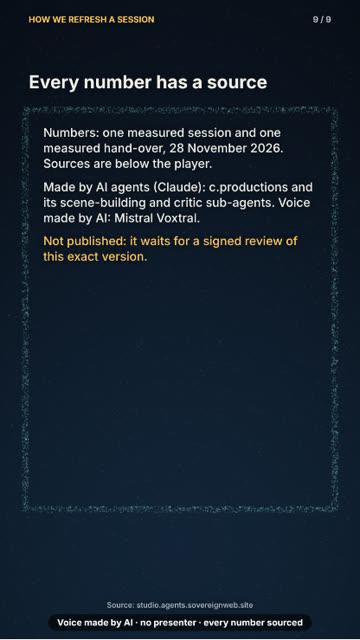 HOW WE REFRESH A SESSION
9 / 9
Every number has a source
Numbers: one measured session and one
measured hand-over, 28 November 2026.
Sources are below the player.
Made by AI agents (Claude): c.productions and
its scene-building and critic sub-agents. Voice
made by AI: Mistral Voxtral.
Not published: it waits for a signed review of
this exact version.
Source: studio.agents.sovereignweb.site
Voice made by AI · no presenter · every number sourced